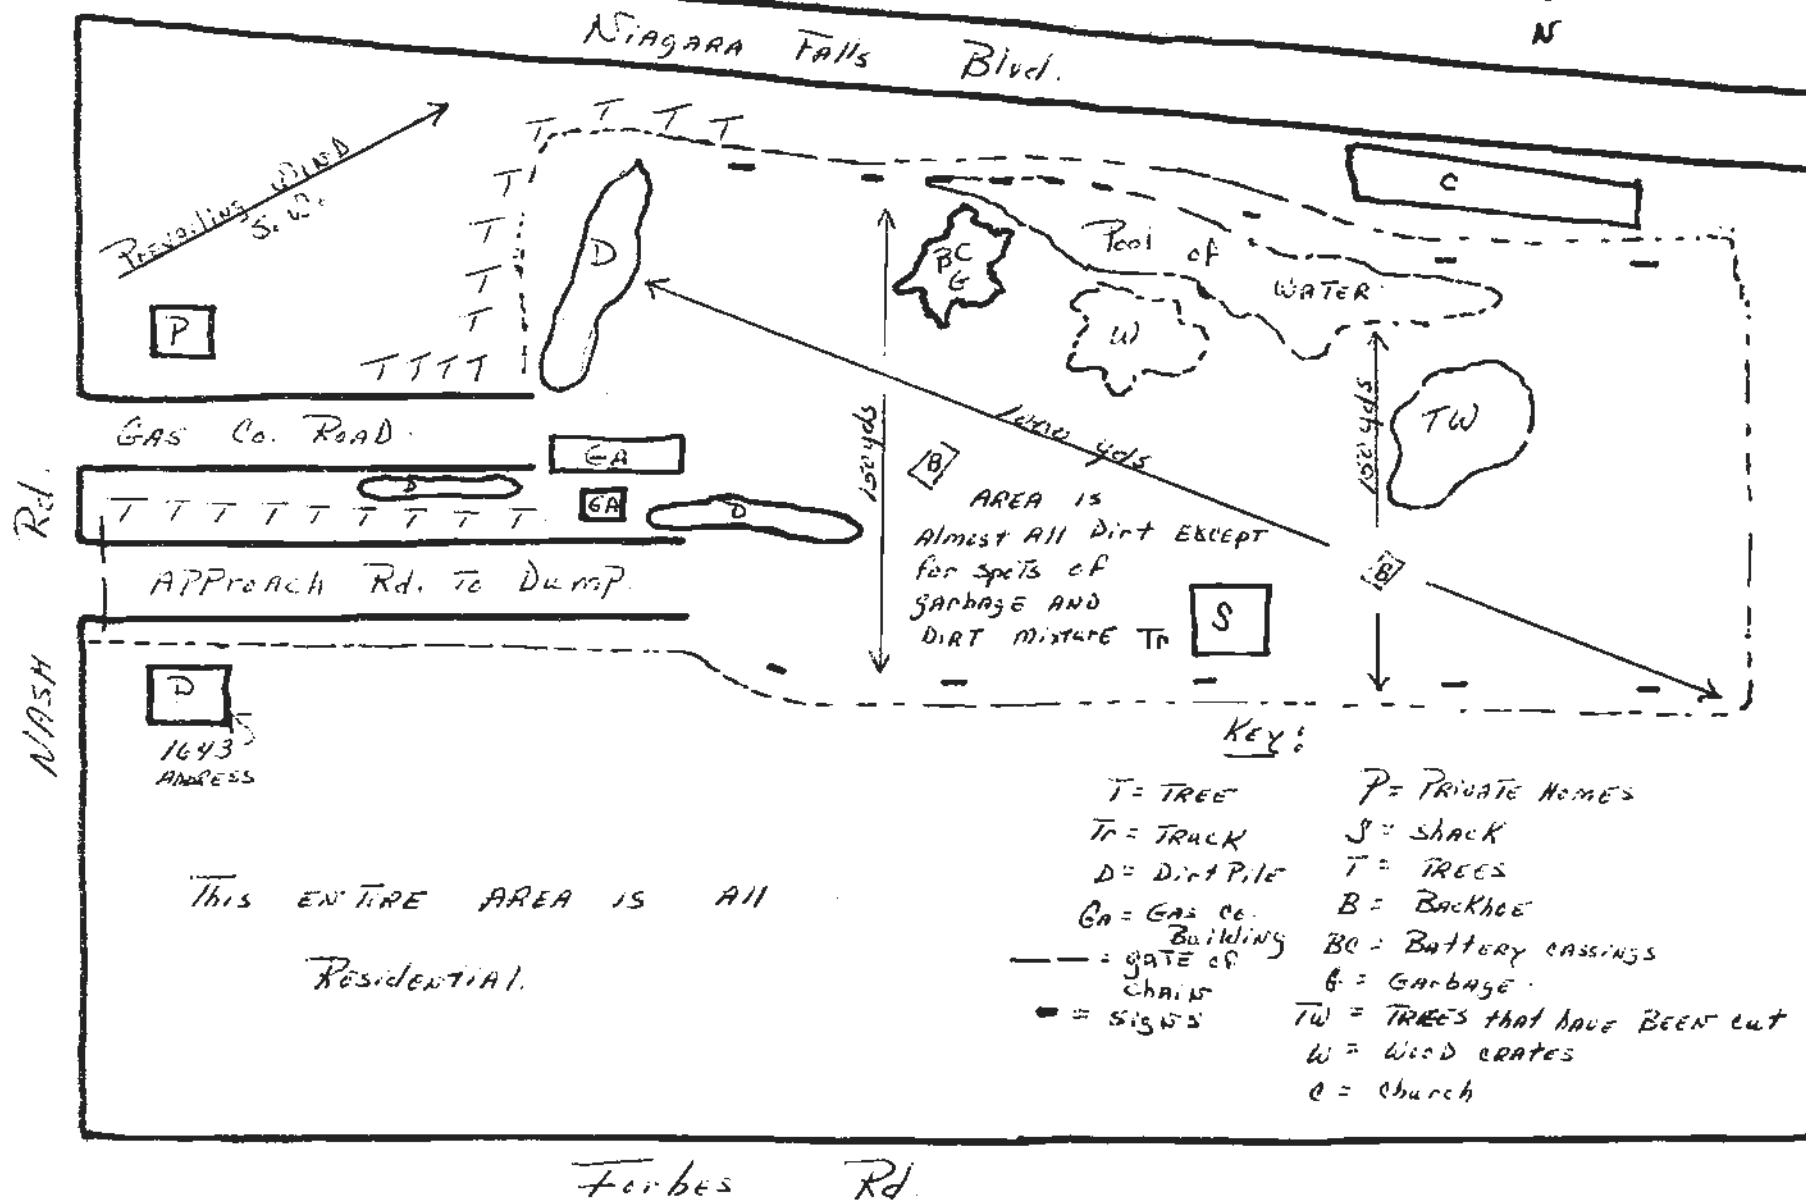 N
Niagara Falls Blvd.
T T T T
Prevailing WIND
S.W.
T
T
T
T
T T T T
P
D
BC
G
Pool of
WATER
W
C
TW
150 yds
1000 yds
150 yds
GAS Co. ROAD.
GA
GA
D
D
T T T T T T T T T
B
AREA is
Almost All Dirt EXCEPT
for spots of
garbage AND
DIRT mixture Tr
S
B
APProach Rd. To Dump.
NASH Rd.
P
1643
ADDRESS
This ENTIRE AREA is All
Residential.
KEY:
T = TREE
Tr = TRUCK
D = Dirt Pile
GA = GAS Co.
Building
— — = gATE of
chain
- = signs
P = PRIVATE HOMES
S = shack
T = TREES
B = BACKhoE
BC = BattERY cassings
G = GArbage.
TW = TREES that have BEEN cut
W = WOOD CRATES
C = church
Forbes Rd.